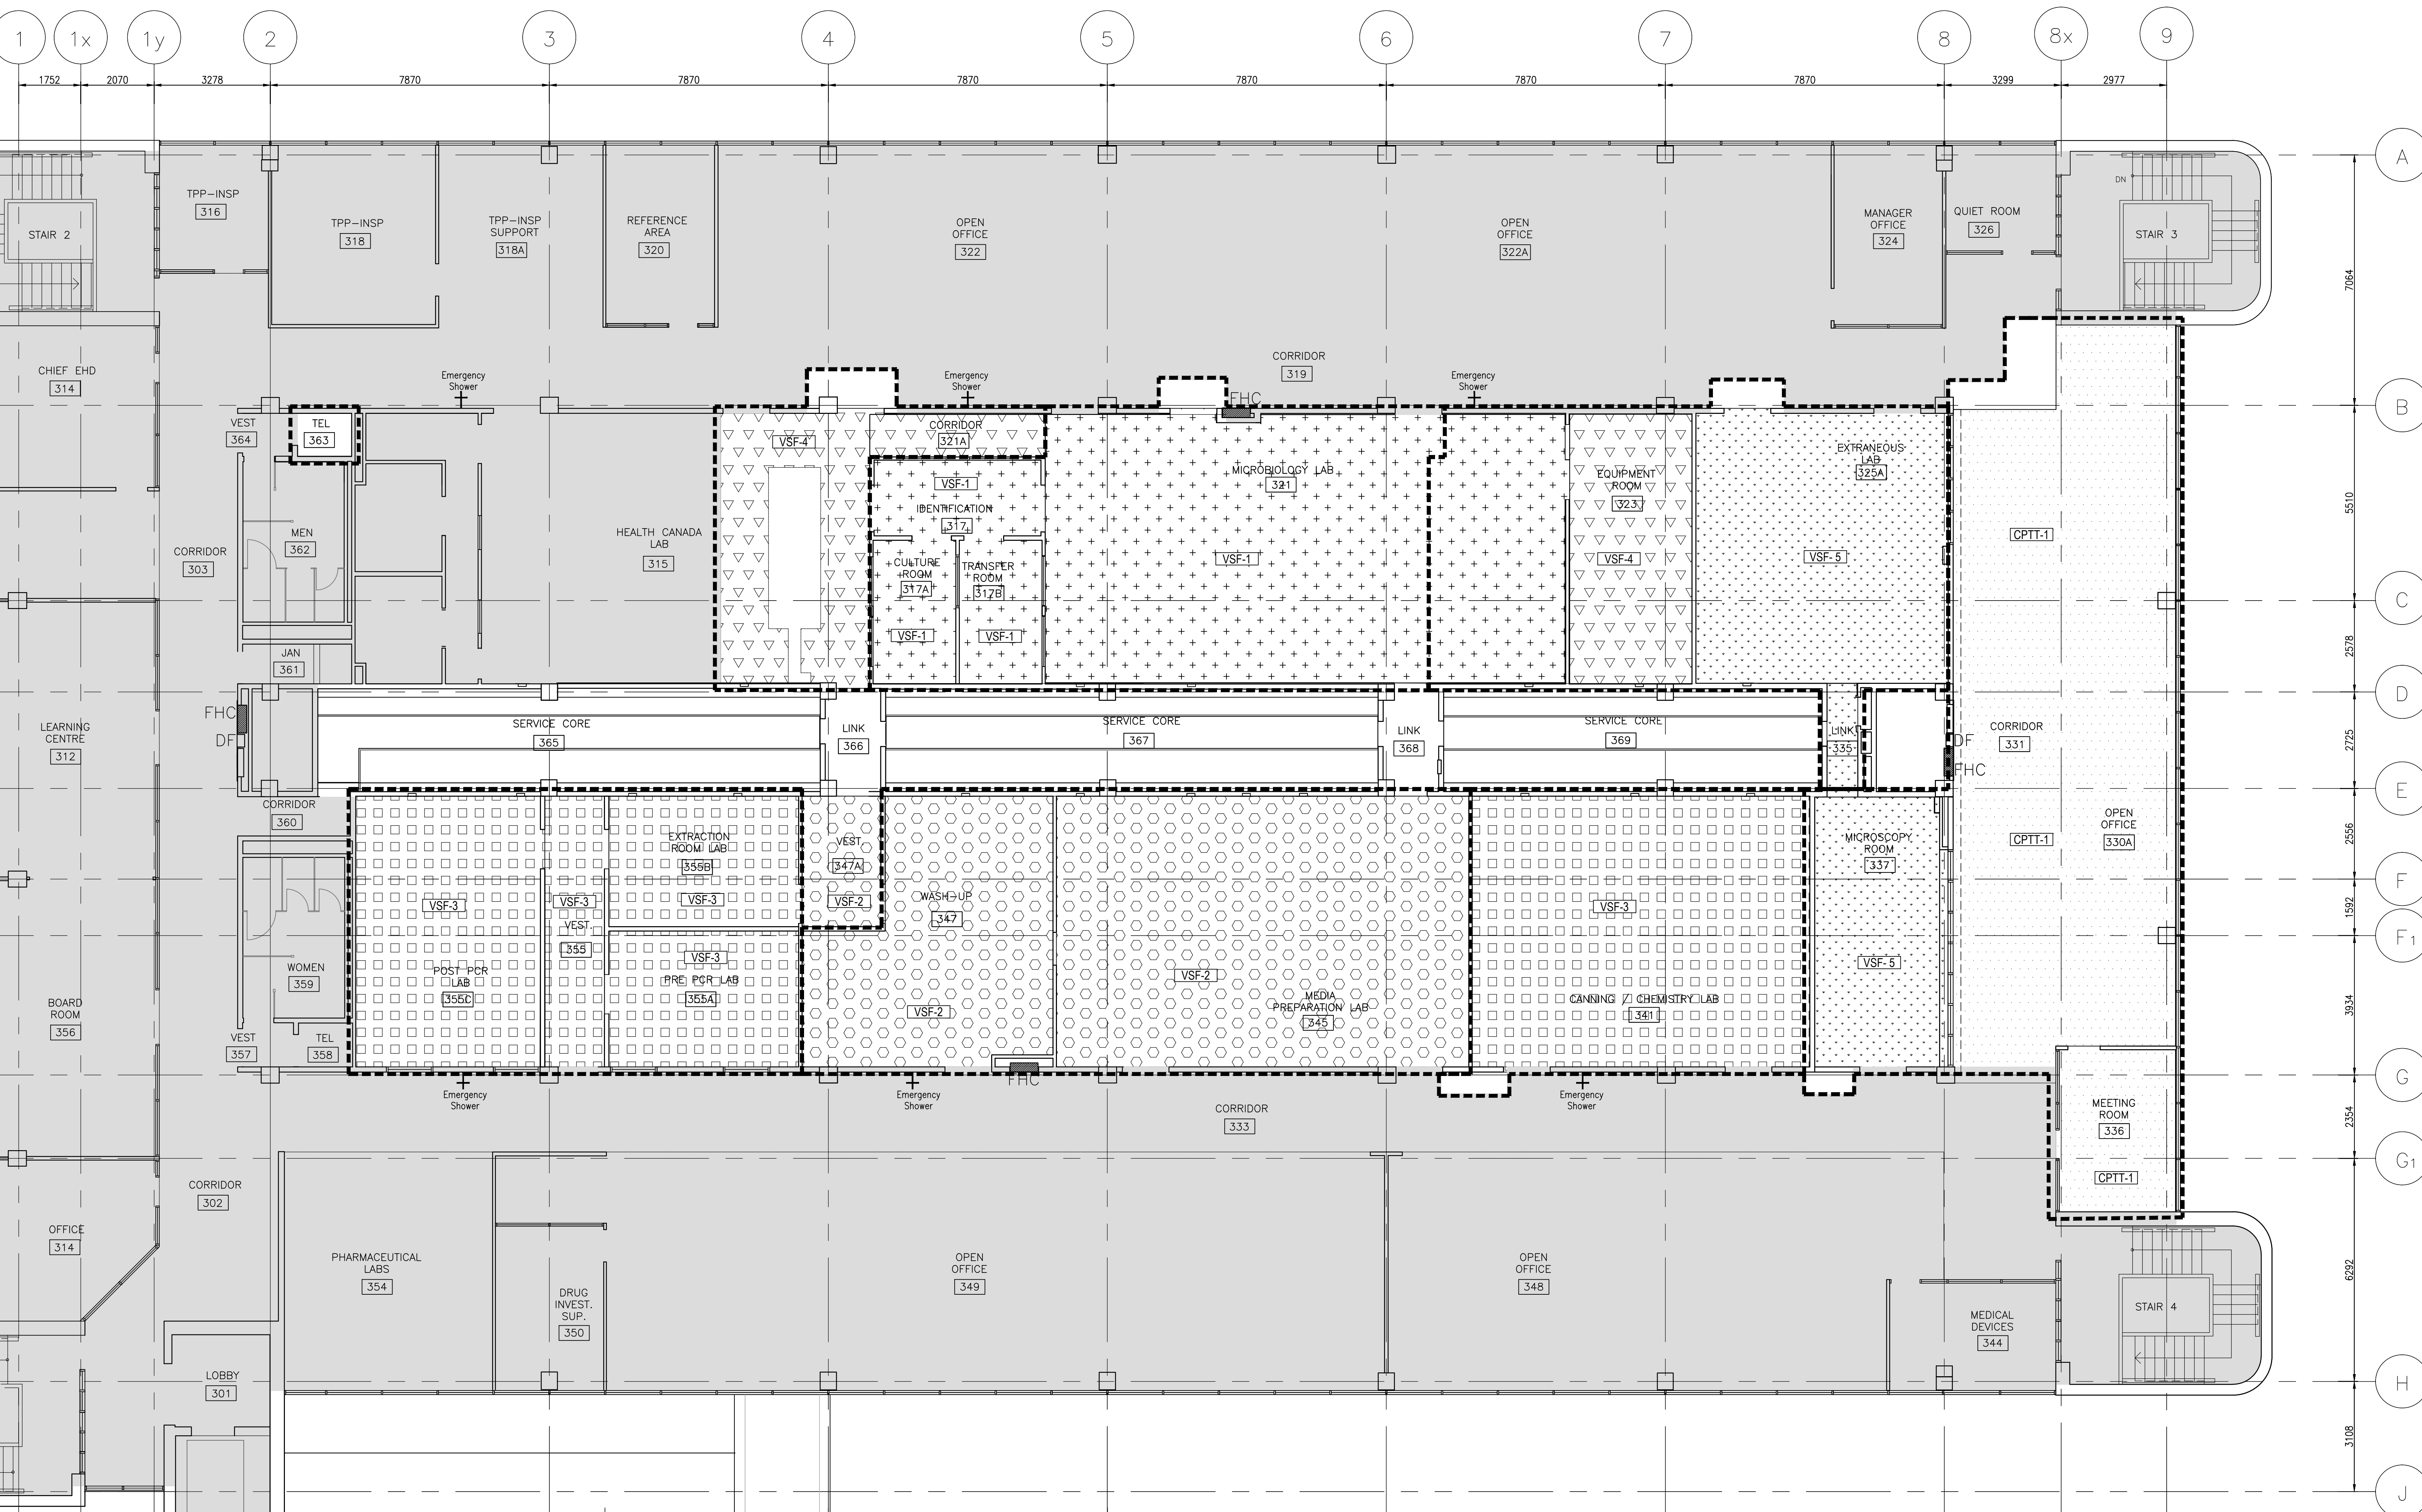 1
1x
1y
2
3
4
5
6
7
8
8x
9
1752
2070
3278
7870
7870
7870
7870
7870
7870
3299
2977
A
B
C
D
E
F
F1
G
G1
H
J
7064
5510
2578
2725
2556
1592
3934
2354
6292
3108
STAIR 2
TPP-INSP
316
TPP-INSP
318
TPP-INSP
SUPPORT
318A
REFERENCE
AREA
320
OPEN
OFFICE
322
OPEN
OFFICE
322A
MANAGER
OFFICE
324
QUIET ROOM
326
DN
STAIR 3
CHIEF EHD
314
Emergency
Shower
Emergency
Shower
CORRIDOR
319
Emergency
Shower
FHC
VEST
364
TEL
363
VSF-4
CORRIDOR
321A
VSF-1
IDENTIFICATION
317
MICROBIOLOGY LAB
321
EQUIPMENT
ROOM
323
EXTRANEOUS
LAB
325A
CORRIDOR
303
MEN
362
HEALTH CANADA
LAB
315
CULTURE
ROOM
317A
TRANSFER
ROOM
317B
VSF-1
VSF-1
VSF-1
VSF-4
VSF-5
CPTT-1
JAN
361
FHC
DF
LEARNING
CENTRE
312
SERVICE CORE
365
LINK
366
SERVICE CORE
367
LINK
368
SERVICE CORE
369
LINK
335
DF
FHC
CORRIDOR
331
CORRIDOR
360
EXTRACTION
ROOM LAB
355B
VSF-3
VSF-3
VSF-3
VEST.
355
VEST.
347A
VSF-2
WASH-UP
347
VSF-3
MICROSCOPY
ROOM
337
CPTT-1
OPEN
OFFICE
330A
WOMEN
359
POST PCR
LAB
355C
VSF-3
PRE PCR LAB
355A
VSF-2
VSF-2
MEDIA
PREPARATION LAB
345
CANNING / CHEMISTRY LAB
341
VSF-5
BOARD
ROOM
356
VEST
357
TEL
358
FHC
Emergency
Shower
Emergency
Shower
CORRIDOR
333
Emergency
Shower
MEETING
ROOM
336
CPTT-1
CORRIDOR
302
OFFICE
314
PHARMACEUTICAL
LABS
354
DRUG
INVEST.
SUP.
350
OPEN
OFFICE
349
OPEN
OFFICE
348
MEDICAL
DEVICES
344
STAIR 4
LOBBY
301